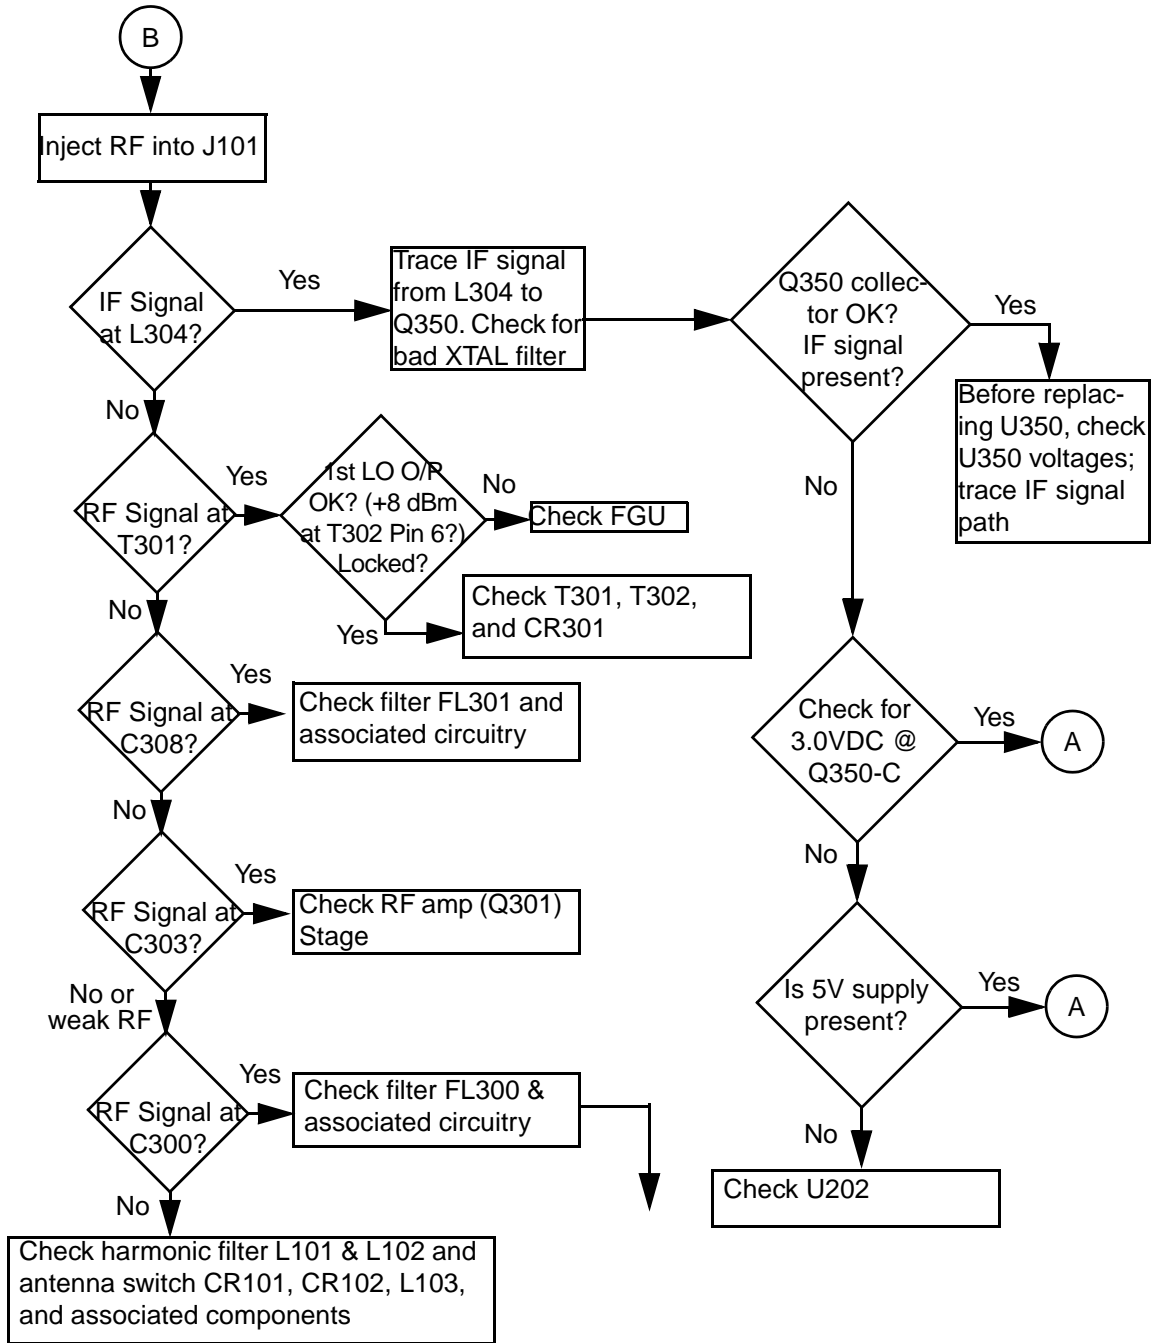 B
Inject RF into J101
IF Signal
at L304?
Yes
Trace IF signal
from L304 to
Q350. Check for
bad XTAL filter
Q350 collec-
tor OK?
IF signal
present?
Yes
Before replac-
ing U350, check
U350 voltages;
trace IF signal
path
No
No
RF Signal at
T301?
Yes
1st LO O/P
OK? (+8 dBm
at T302 Pin 6?)
Locked?
No
Check FGU
Yes
Check T301, T302,
and CR301
No
RF Signal at
C308?
Yes
Check filter FL301 and
associated circuitry
Check for
3.0VDC @
Q350-C
Yes
A
No
No
RF Signal at
C303?
Yes
Check RF amp (Q301)
Stage
Is 5V supply
present?
Yes
A
No
Check U202
No or
weak RF
RF Signal at
C300?
Yes
Check filter FL300 &
associated circuitry
No
Check harmonic filter L101 & L102 and
antenna switch CR101, CR102, L103,
and associated components